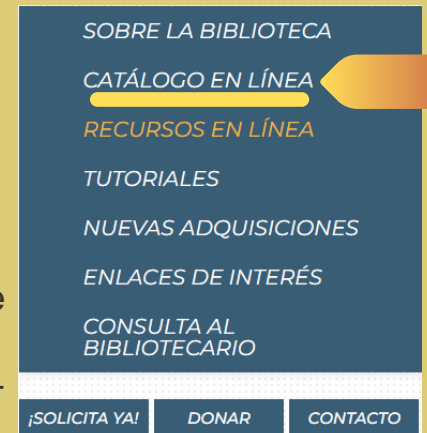 SOBRE LA BIBLIOTECA
CATÁLOGO EN LÍNEA
RECURSOS EN LÍNEA
TUTORIALES
NUEVAS ADQUISICIONES
ENLACES DE INTERÉS
CONSULTA AL
BIBLIOTECARIO
¡SOLICITA YA! DONAR CONTACTO